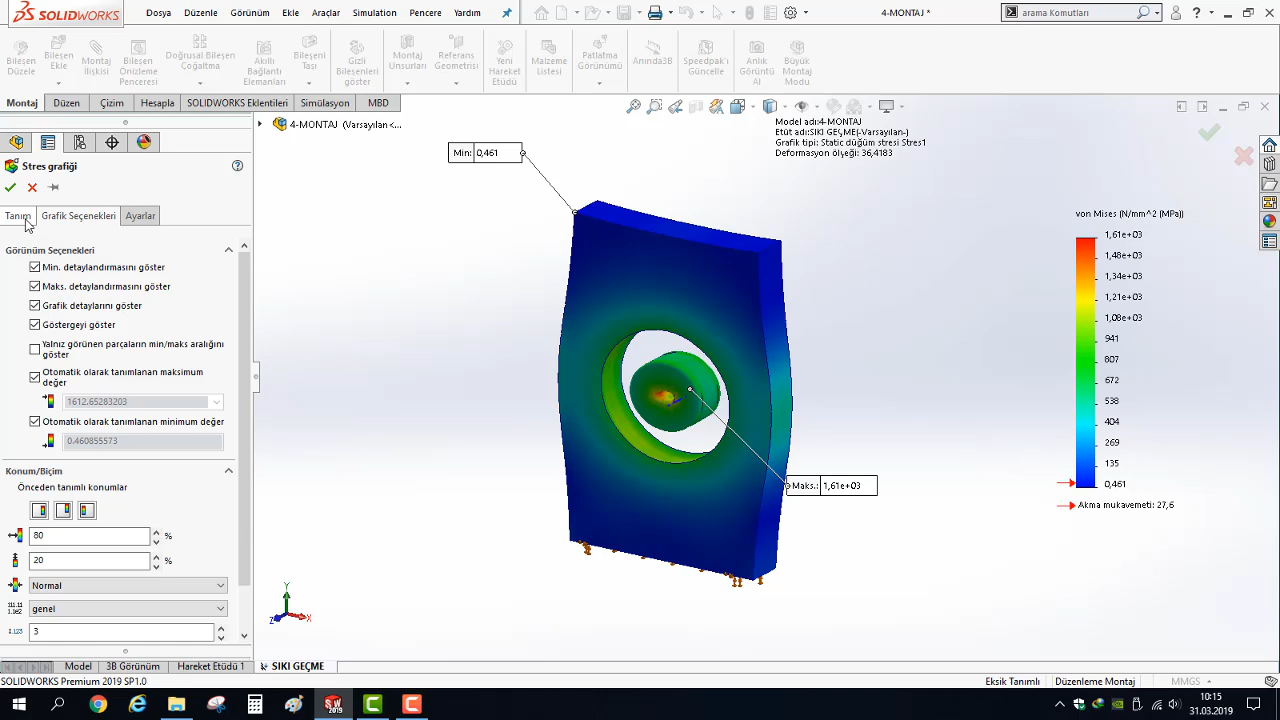 SOLIDWORKS
Dosya
Düzenle
Görünüm
Ekle
Araçlar
Simulation
Pencere
Yardım
4-MONTAJ *
arama Komutları
Bileşen Düzenle
Bileşen Ekle
Montaj İlişkisi
Bileşen Önizleme Penceresi
Doğrusal Bileşen Çoğaltma
Akıllı Bağlantı Elemanları
Bileşeni Taşı
Gizli Bileşenleri göster
Montaj Unsurları
Referans Geometrisi
Yeni Hareket Etüdü
Malzeme Listesi
Patlatma Görünümü
Anında3B
Speedpak'ı Güncelle
Anlık Görüntü Al
Büyük Montaj Modu
Montaj
Düzen
Çizim
Hesapla
SOLIDWORKS Eklentileri
Simülasyon
MBD
4-MONTAJ (Varsayılan <...
Model adı:4-MONTAJ
Etüt adı:SIKI GEÇME(-Varsayılan-)
Grafik tipi: Static düğüm stresi Stres1
Deformasyon ölçeği: 36,4183
Stres grafiği
Tanım
Grafik Seçenekleri
Ayarlar
Görünüm Seçenekleri
Min. detaylandırmasını göster
Maks. detaylandırmasını göster
Grafik detaylarını göster
Göstergeyi göster
Yalnız görünen parçaların min/maks aralığını
göster
Otomatik olarak tanımlanan maksimum
değer
1612.65283203
Otomatik olarak tanımlanan minimum değer
0.460855573
Konum/Biçim
Önceden tanımlı konumlar
80 %
20 %
Normal
genel
3
Min: 0,461
Maks.: 1,61e+03
von Mises (N/mm^2 (MPa))
1,61e+03
1,48e+03
1,34e+03
1,21e+03
1,08e+03
941
807
672
538
404
269
135
0,461
Akma mukavemeti: 27,6
Y
Z
X
Model
3B Görünüm
Hareket Etüdü 1
SIKI GEÇME
SOLIDWORKS Premium 2019 SP1.0
Eksik Tanımlı
Düzenleme Montaj
MMGS
10:15
31.03.2019